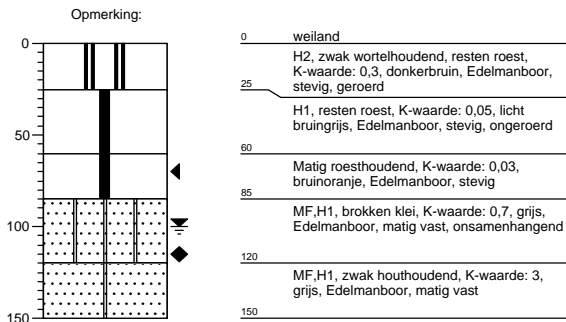 Opmerking:
0
50
100
150
0 weiland
H2, zwak wortelhoudend, resten roest,
K-waarde: 0,3, donkerbruin, Edelmanboor,
stevig, geroerd
25
H1, resten roest, K-waarde: 0,05, licht
bruingrijs, Edelmanboor, stevig, ongeroerd
60
Matig roesthoudend, K-waarde: 0,03,
bruinoranje, Edelmanboor, stevig
85
MF,H1, brokken klei, K-waarde: 0,7, grijs,
Edelmanboor, matig vast, onsamenhangend
120
MF,H1, zwak houthoudend, K-waarde: 3,
grijs, Edelmanboor, matig vast
150